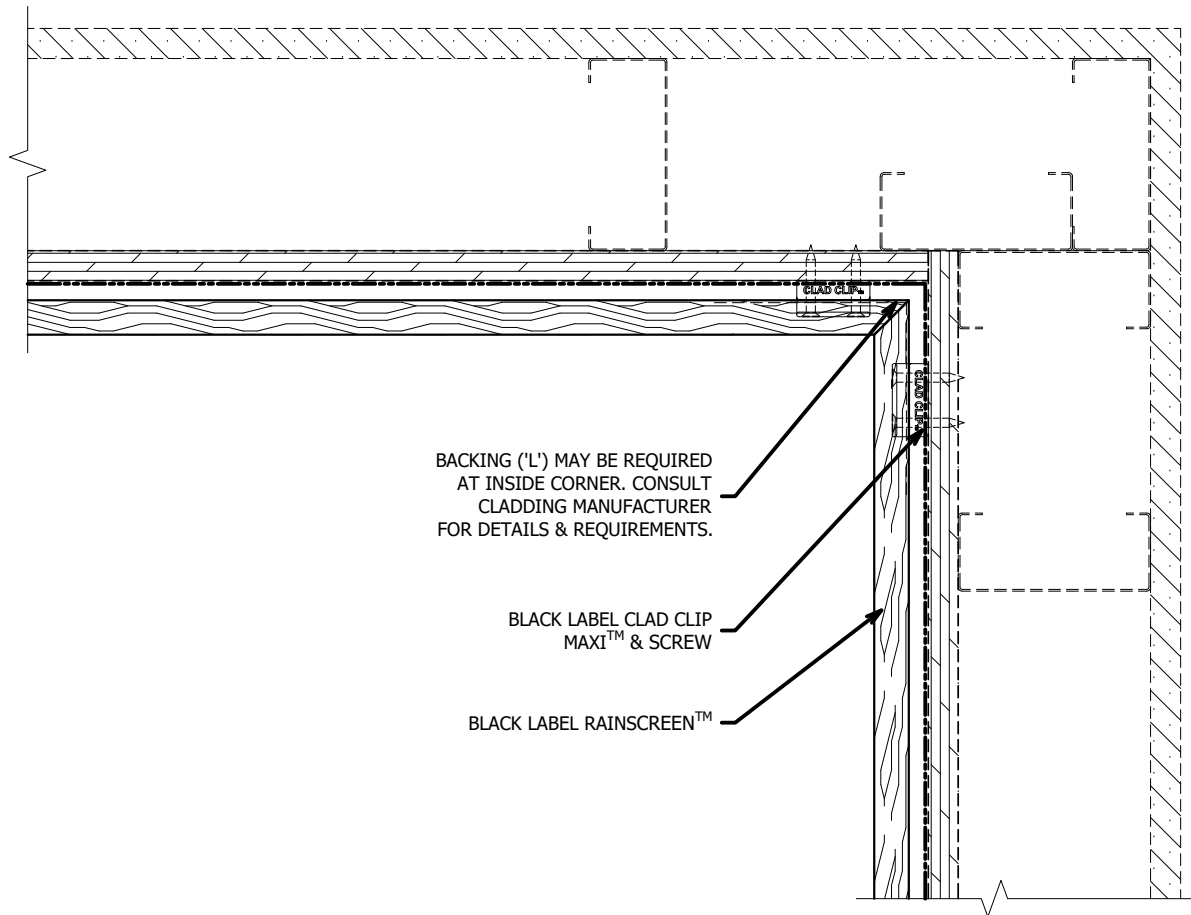 CLAD CLIP
CLAD CLIP
BACKING ('L') MAY BE REQUIRED
AT INSIDE CORNER. CONSULT
CLADDING MANUFACTURER
FOR DETAILS & REQUIREMENTS.
BLACK LABEL CLAD CLIP
MAXI™ & SCREW
BLACK LABEL RAINSCREEN™